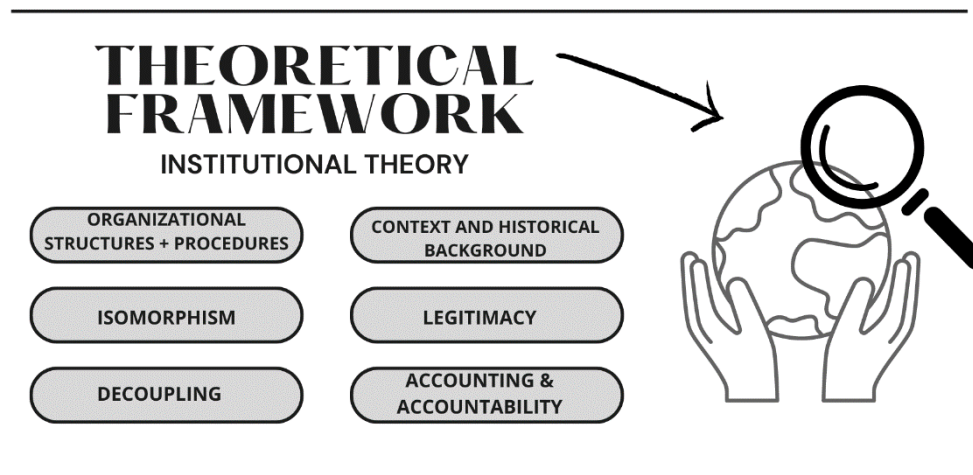 THEORETICAL
FRAMEWORK
INSTITUTIONAL THEORY
ORGANIZATIONAL
STRUCTURES + PROCEDURES
CONTEXT AND HISTORICAL
BACKGROUND
ISOMORPHISM
LEGITIMACY
DECOUPLING
ACCOUNTING &
ACCOUNTABILITY